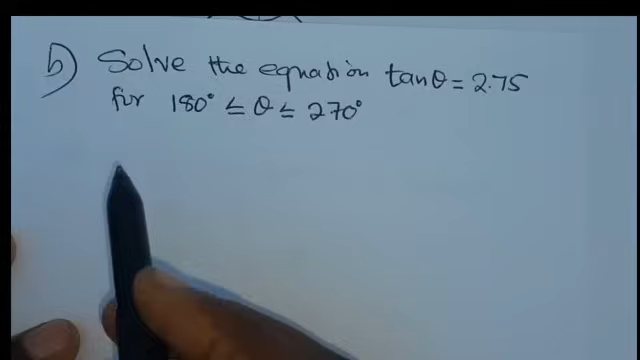 b) Solve the equation tanθ = 2.75
for 180° ≤ θ ≤ 270°